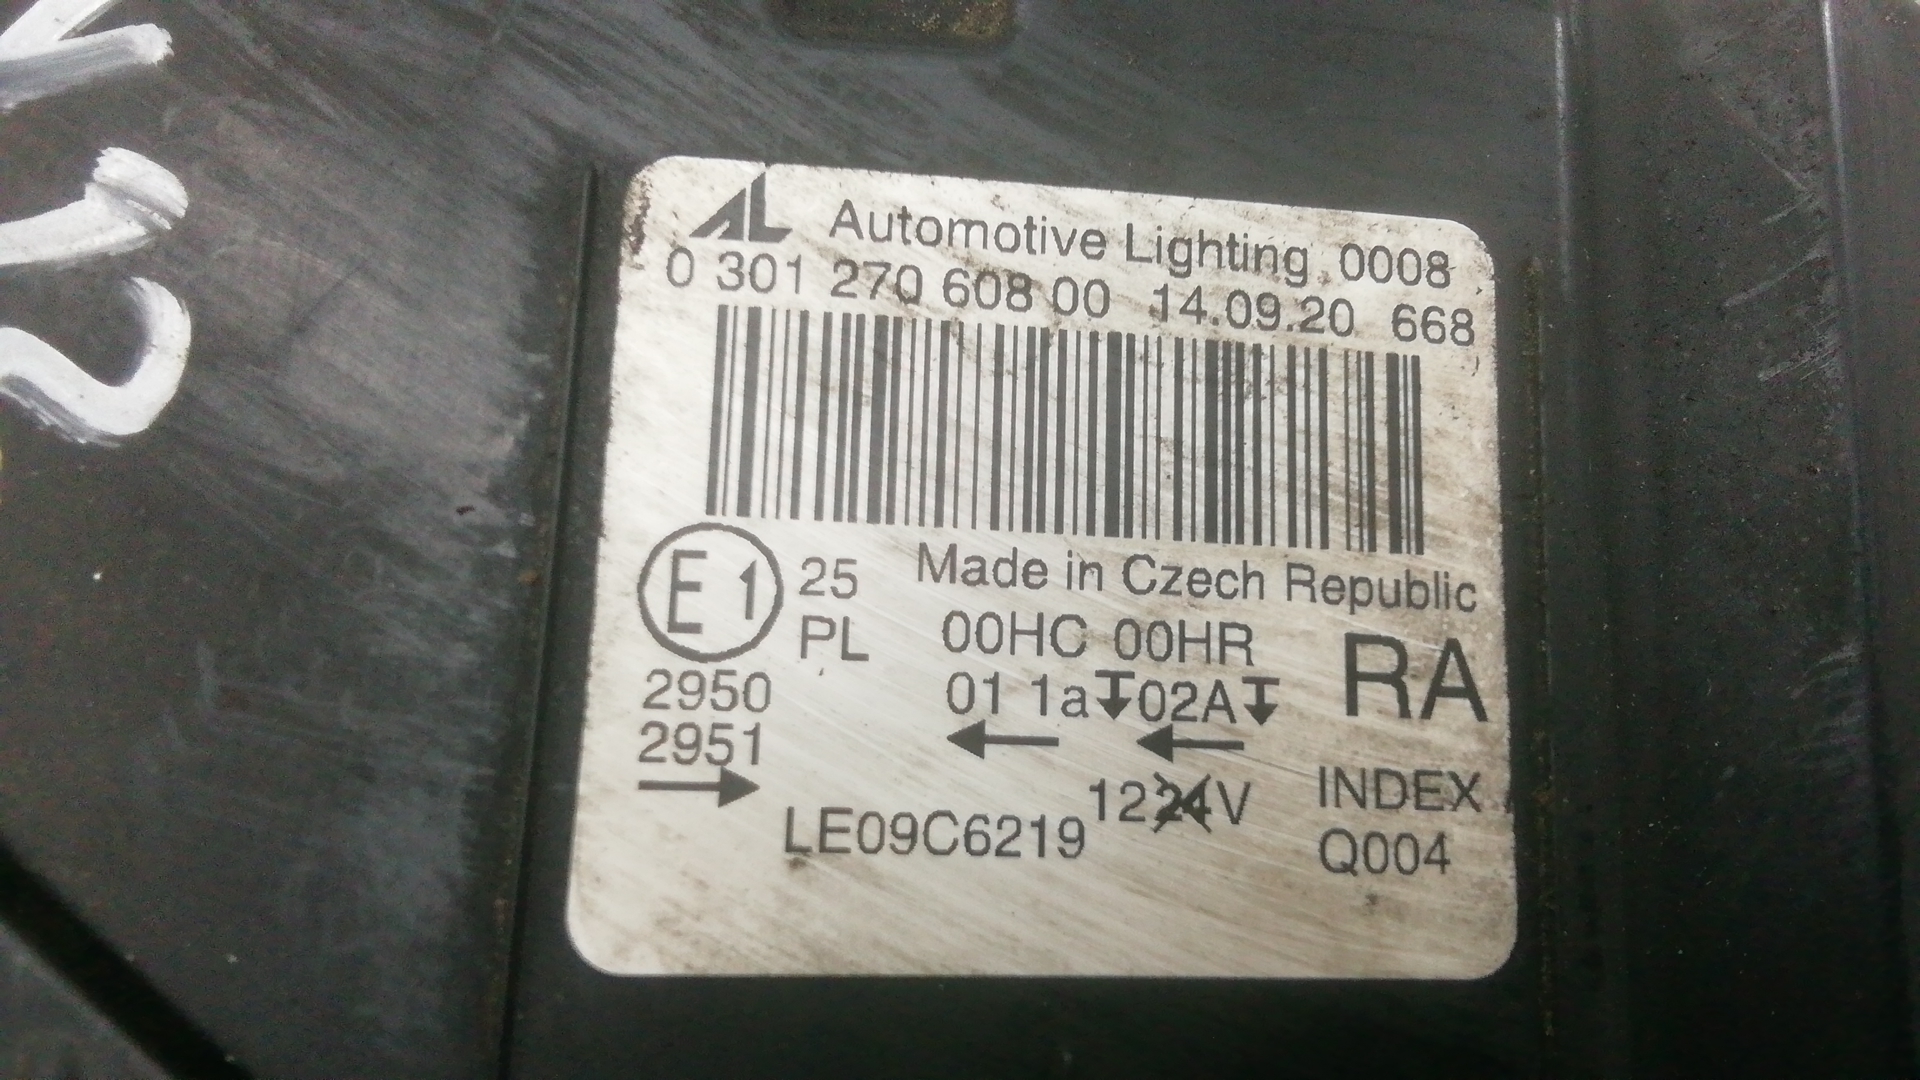 AL Automotive Lighting 0008
0 301 270 608 00 14.09.20 668
E1 25 Made in Czech Republic
PL 00HC 00HR RA
2950 01 1a 02A
2951
1224V INDEX
LE09C6219 Q004